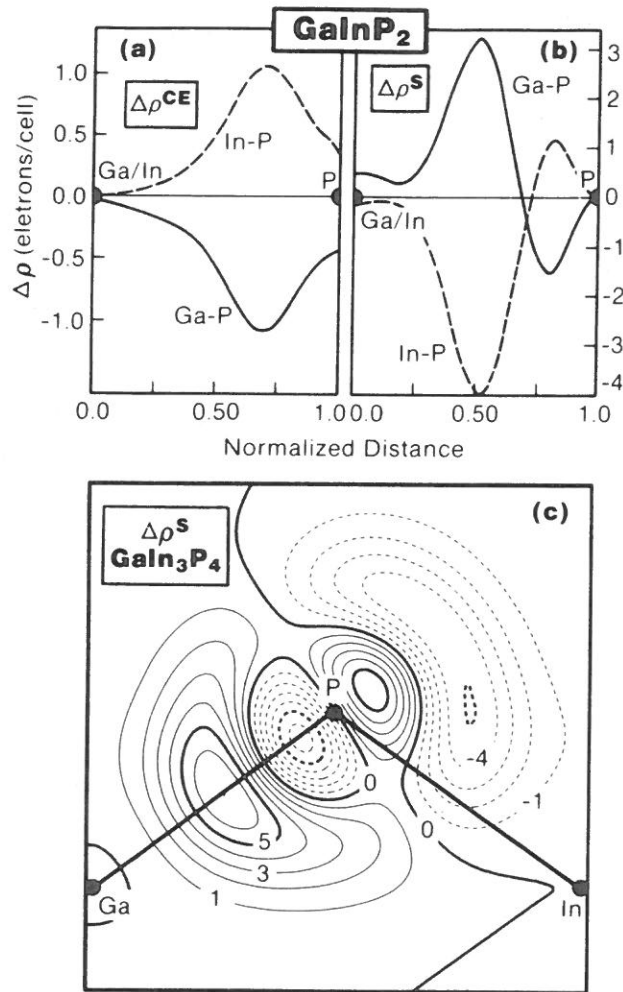 GaInP₂
(a)
(b)
Δρ^CE
Δρ^S
1.0
0.5
0.0
-0.5
-1.0
Δρ (eletrons/cell)
3
2
1
0
-1
-2
-3
-4
Ga/In
In-P
P
Ga-P
Ga-P
P
Ga/In
In-P
0.0
0.50
1.0
0.0
0.50
1.0
Normalized Distance
Δρ^S
GaIn₃P₄
(c)
P
0
-4
-1
0
5
3
1
Ga
In